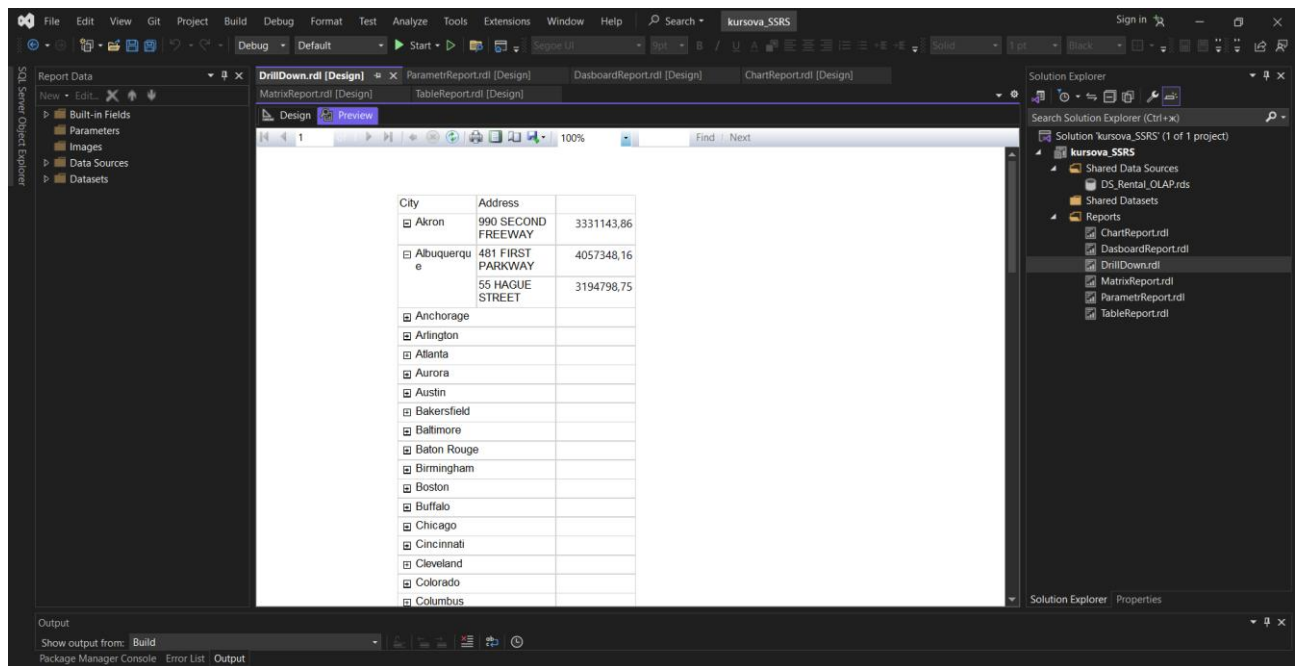 File Edit View Git Project Build Debug Format Test Analyze Tools Extensions Window Help Search kursova_SSRS Sign in
Debug Default Start Segoe UI 9pt B I U A Solid 1 pt Black
SQL Server Object Explorer
Report Data
New Edit...
Built-in Fields
Parameters
Images
Data Sources
Datasets
DrillDown.rdl [Design] ParametrReport.rdl [Design] DasboardReport.rdl [Design] ChartReport.rdl [Design]
MatrixReport.rdl [Design] TableReport.rdl [Design]
Design Preview
1 100% Find Next
City Address
Akron 990 SECOND FREEWAY 3331143,86
Albuquerque 481 FIRST PARKWAY 4057348,16
55 HAGUE STREET 3194798,75
Anchorage
Arlington
Atlanta
Aurora
Austin
Bakersfield
Baltimore
Baton Rouge
Birmingham
Boston
Buffalo
Chicago
Cincinnati
Cleveland
Colorado
Columbus
Solution Explorer
Search Solution Explorer (Ctrl+ж)
Solution 'kursova_SSRS' (1 of 1 project)
kursova_SSRS
Shared Data Sources
DS_Rental_OLAP.rds
Shared Datasets
Reports
ChartReport.rdl
DasboardReport.rdl
DrillDown.rdl
MatrixReport.rdl
ParametrReport.rdl
TableReport.rdl
Solution Explorer Properties
Output
Show output from: Build
Package Manager Console Error List Output